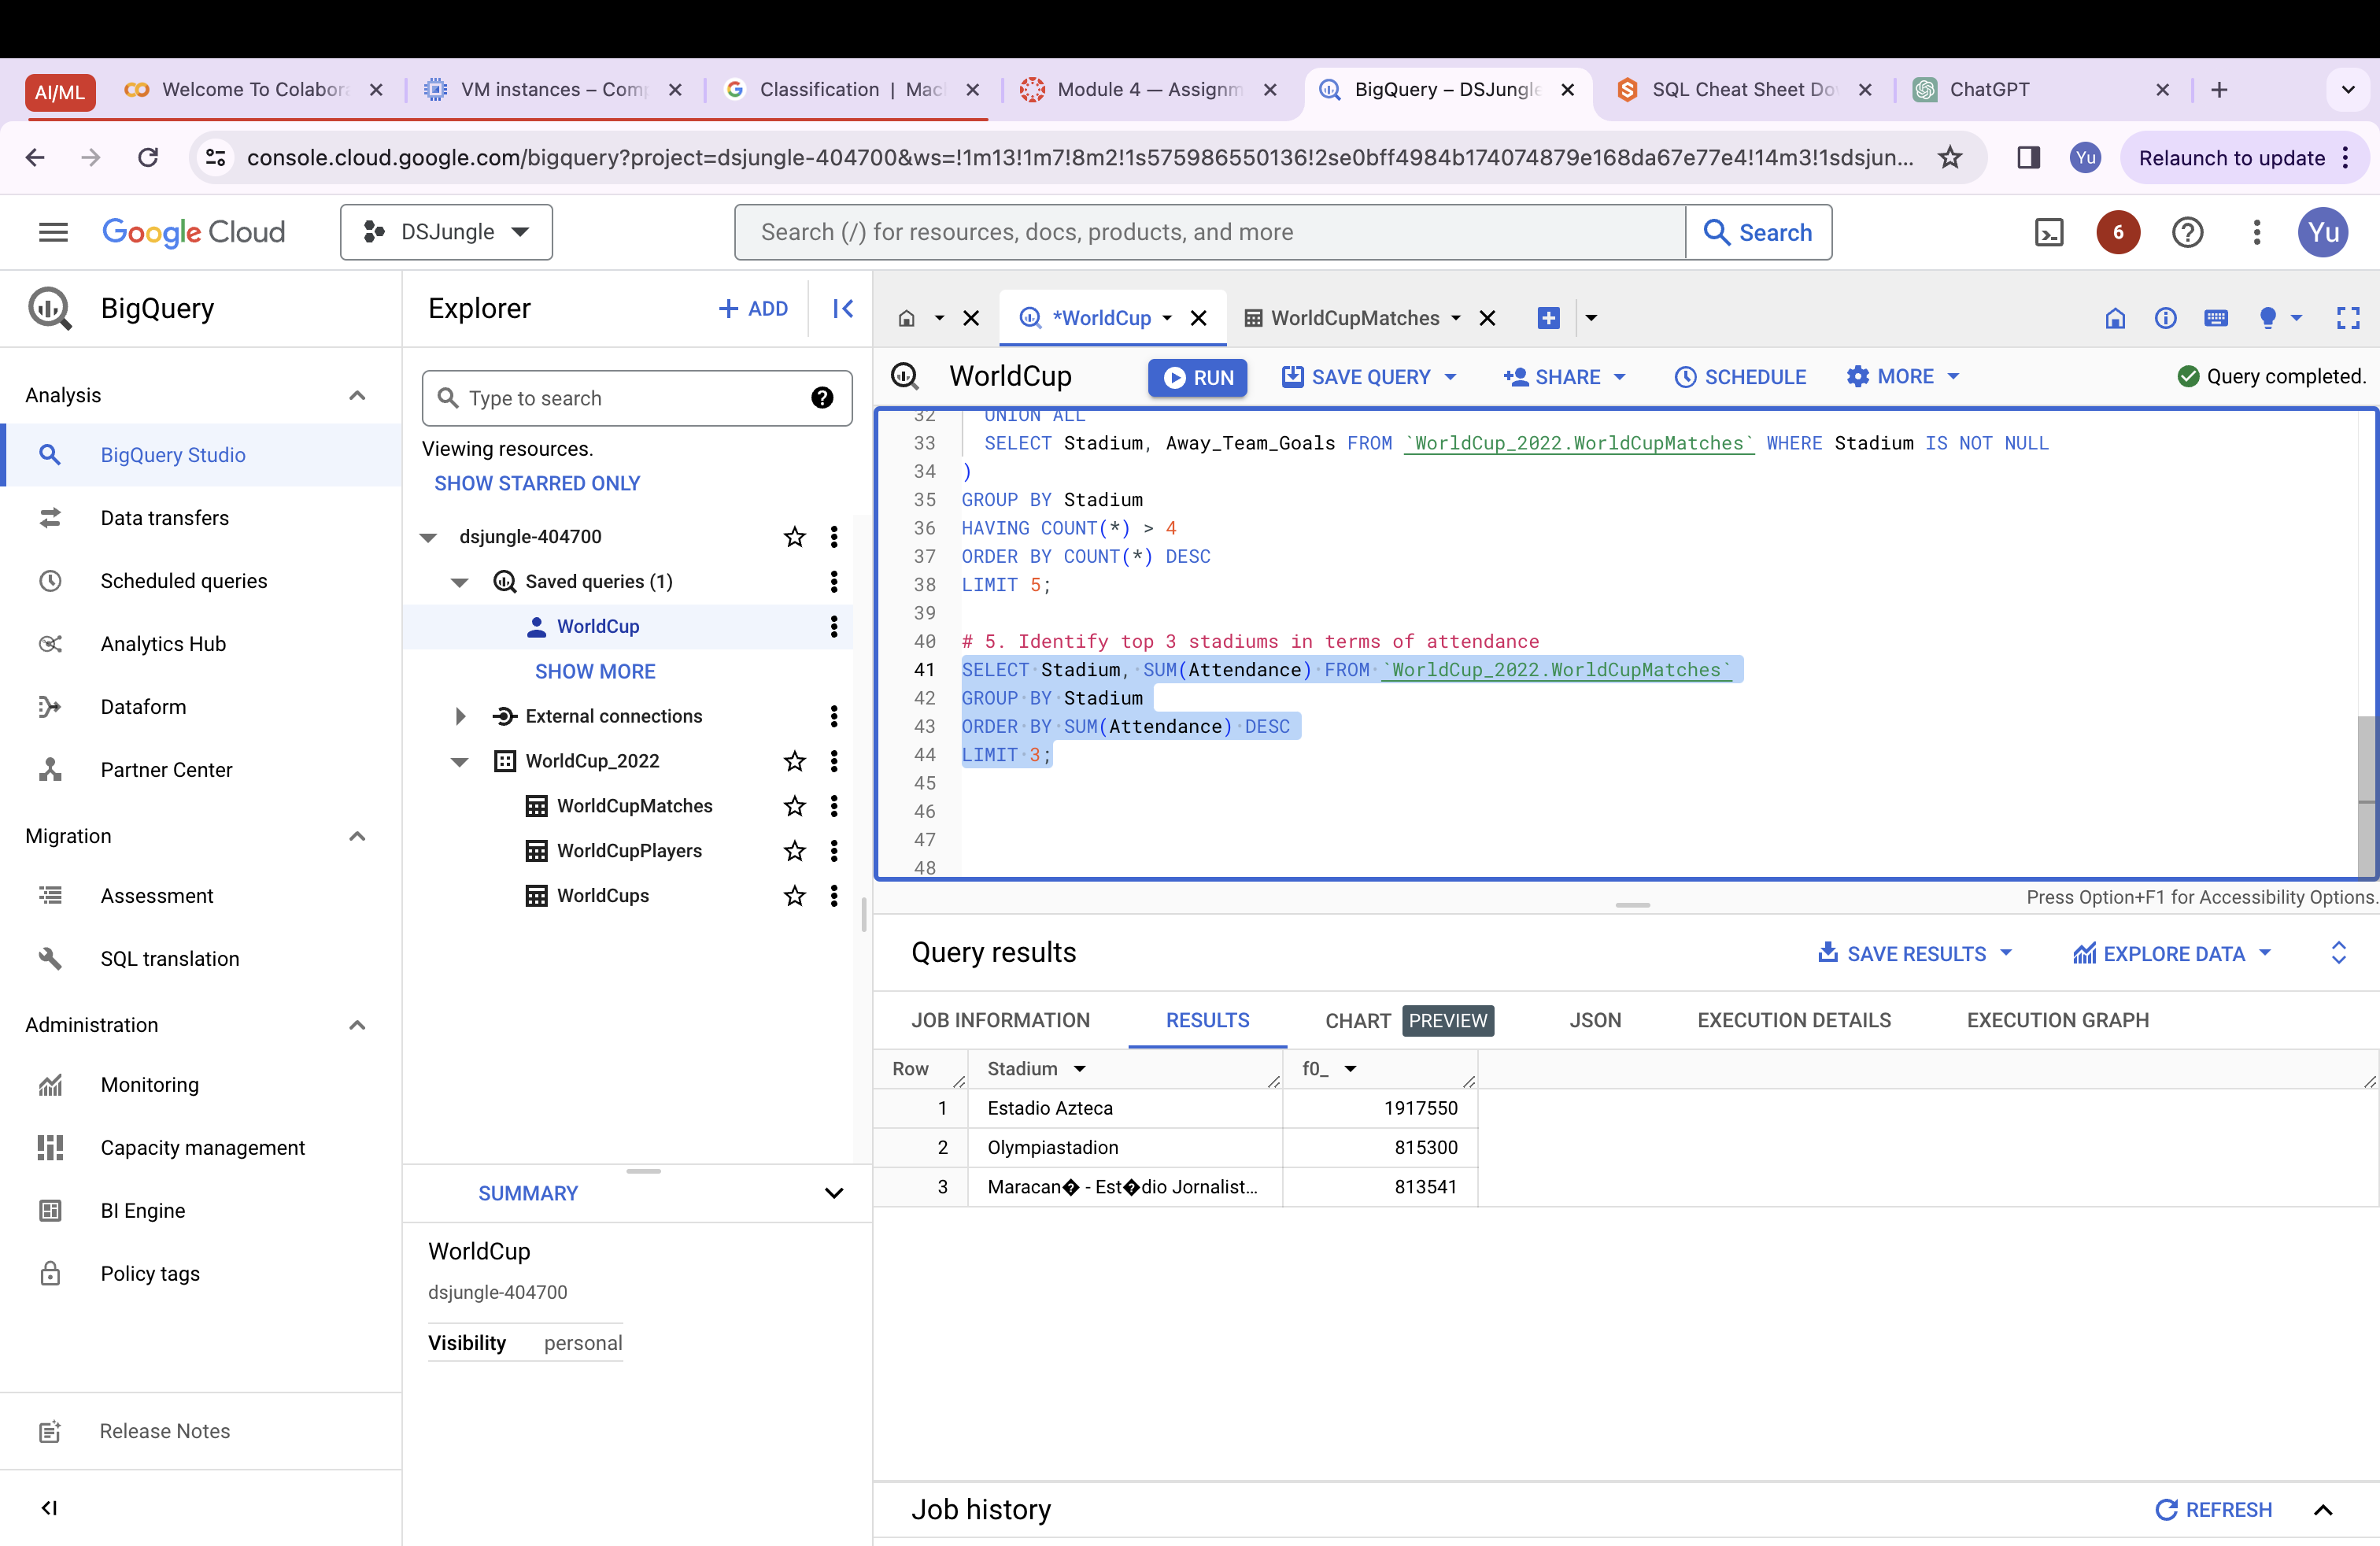 AI/ML
Welcome To Colabora
VM instances – Comp
Classification | Mach
Module 4 — Assignm
BigQuery – DSJungle
SQL Cheat Sheet Dow
ChatGPT
console.cloud.google.com/bigquery?project=dsjungle-404700&ws=!1m13!1m7!8m2!1s575986550136!2se0bff4984b174074879e168da67e77e4!14m3!1sdsjun...
Yu
Relaunch to update
Google Cloud
DSJungle
Search (/) for resources, docs, products, and more
Search
6
Yu
BigQuery
Analysis
BigQuery Studio
Data transfers
Scheduled queries
Analytics Hub
Dataform
Partner Center
Migration
Assessment
SQL translation
Administration
Monitoring
Capacity management
BI Engine
Policy tags
Release Notes
Explorer
+ ADD
Type to search
Viewing resources.
SHOW STARRED ONLY
dsjungle-404700
Saved queries (1)
WorldCup
SHOW MORE
External connections
WorldCup_2022
WorldCupMatches
WorldCupPlayers
WorldCups
SUMMARY
WorldCup
dsjungle-404700
Visibility personal
*WorldCup
WorldCupMatches
WorldCup
RUN
SAVE QUERY
SHARE
SCHEDULE
MORE
Query completed.
32 UNION ALL
33 SELECT Stadium, Away_Team_Goals FROM `WorldCup_2022.WorldCupMatches` WHERE Stadium IS NOT NULL
34 )
35 GROUP BY Stadium
36 HAVING COUNT(*) > 4
37 ORDER BY COUNT(*) DESC
38 LIMIT 5;
39
40 # 5. Identify top 3 stadiums in terms of attendance
41 SELECT Stadium, SUM(Attendance) FROM `WorldCup_2022.WorldCupMatches`
42 GROUP BY Stadium
43 ORDER BY SUM(Attendance) DESC
44 LIMIT 3;
45
46
47
48
Press Option+F1 for Accessibility Options.
Query results
SAVE RESULTS
EXPLORE DATA
JOB INFORMATION
RESULTS
CHART PREVIEW
JSON
EXECUTION DETAILS
EXECUTION GRAPH
Row Stadium f0_
1 Estadio Azteca 1917550
2 Olympiastadion 815300
3 Maracan� - Est�dio Jornalist... 813541
Job history
REFRESH